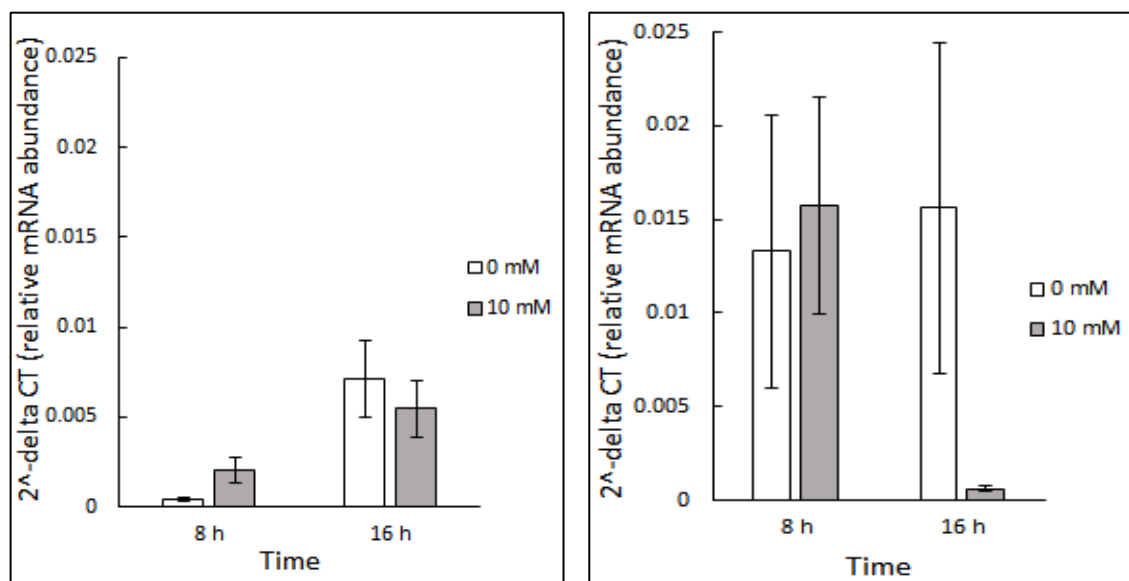 2^-delta CT (relative mRNA abundance)
0.025
0.02
0.015
0.01
0.005
0
8 h
16 h
Time
0 mM
10 mM
2^-delta CT (relative mRNA abundance)
0.025
0.02
0.015
0.01
0.005
0
8 h
16 h
Time
0 mM
10 mM